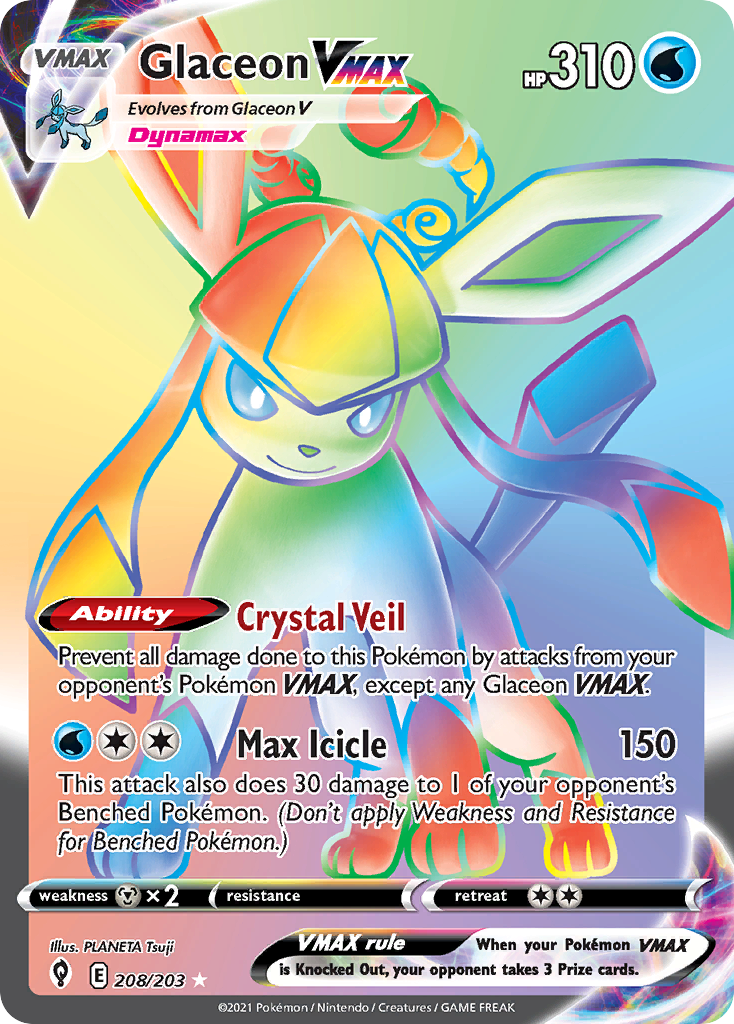 VMAX
Glaceon VMAX
HP 310
Evolves from Glaceon V
Dynamax
Ability Crystal Veil
Prevent all damage done to this Pokémon by attacks from your
opponent's Pokémon VMAX, except any Glaceon VMAX.
Max Icicle 150
This attack also does 30 damage to 1 of your opponent's
Benched Pokémon. (Don't apply Weakness and Resistance
for Benched Pokémon.)
weakness ×2 resistance retreat
Illus. PLANETA Tsuji
VMAX rule When your Pokémon VMAX
is Knocked Out, your opponent takes 3 Prize cards.
E 208/203
©2021 Pokémon / Nintendo / Creatures / GAME FREAK